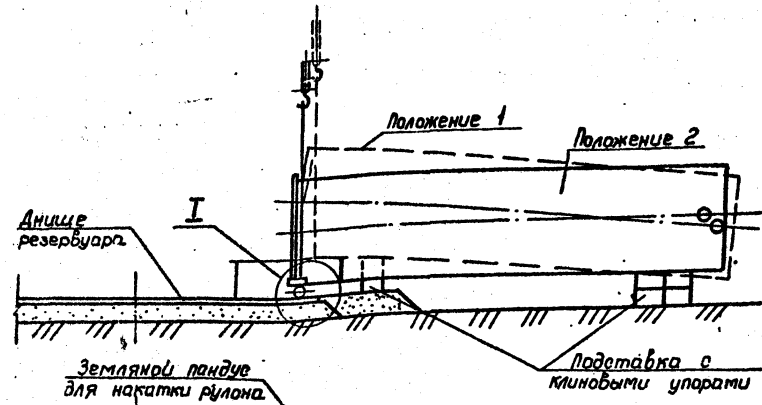 Положение 1
Положение 2
Днище
резервуара
I
Земляной пандус
для накатки рулона
Подставка с
клиновыми упорами